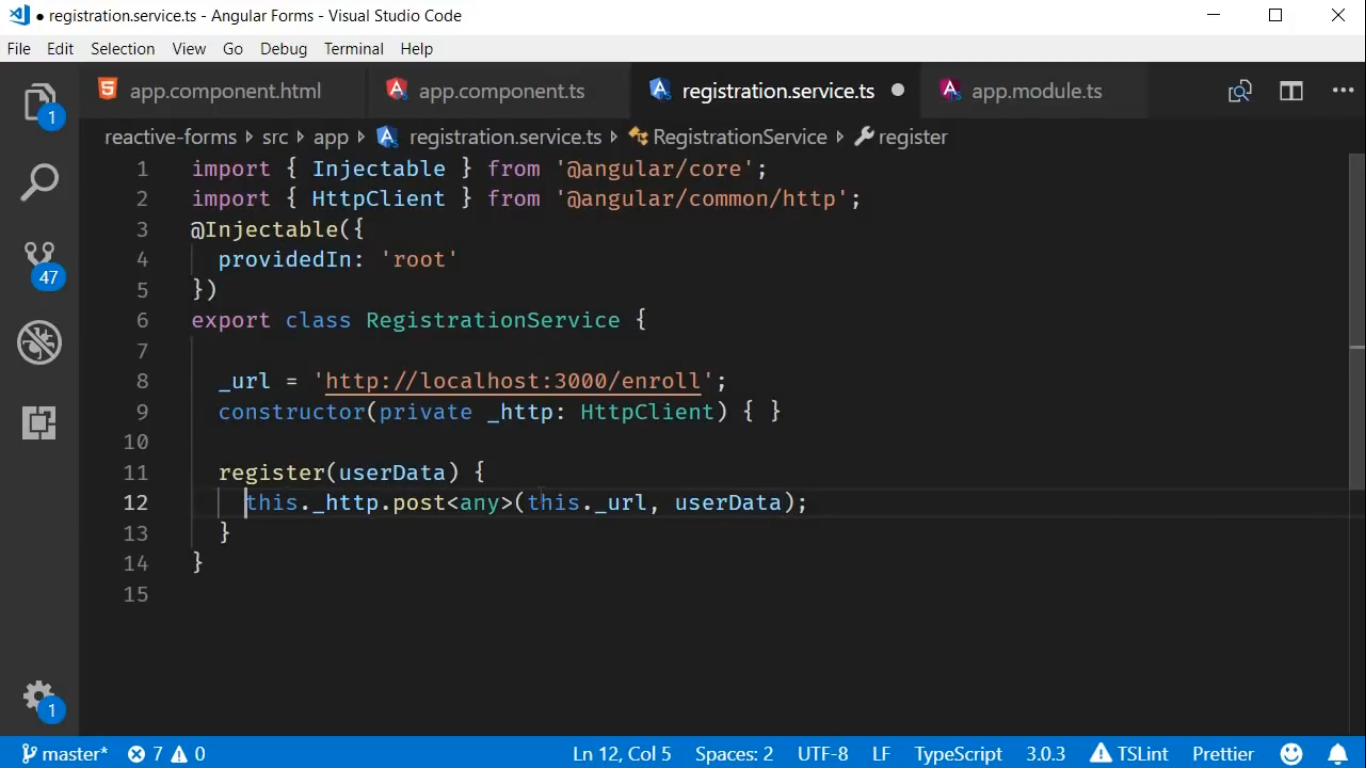 ● registration.service.ts - Angular Forms - Visual Studio Code
File Edit Selection View Go Debug Terminal Help
app.component.html app.component.ts registration.service.ts ● app.module.ts
reactive-forms ▸ src ▸ app ▸ registration.service.ts ▸ RegistrationService ▸ register
1 import { Injectable } from '@angular/core';
2 import { HttpClient } from '@angular/common/http';
3 @Injectable({
4   providedIn: 'root'
5 })
6 export class RegistrationService {
7
8   _url = 'http://localhost:3000/enroll';
9   constructor(private _http: HttpClient) { }
10
11   register(userData) {
12     this._http.post<any>(this._url, userData);
13   }
14 }
15
1
47
1
master* 7 0 Ln 12, Col 5 Spaces: 2 UTF-8 LF TypeScript 3.0.3 TSLint Prettier